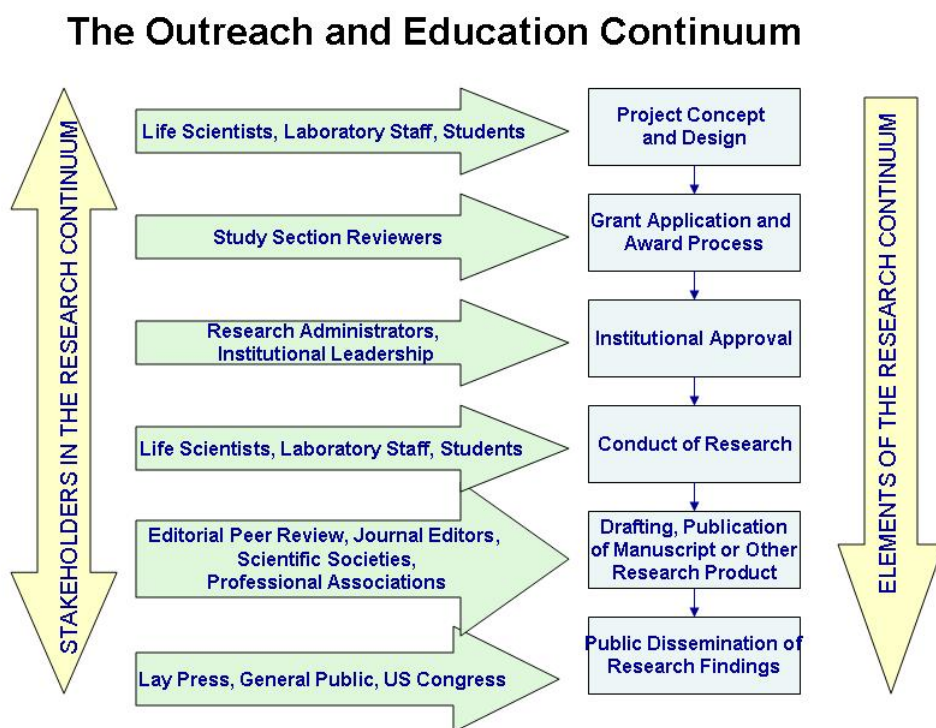 The Outreach and Education Continuum
STAKEHOLDERS IN THE RESEARCH CONTINUUM
Life Scientists, Laboratory Staff, Students
Project Concept
and Design
Study Section Reviewers
Grant Application and
Award Process
Research Administrators,
Institutional Leadership
Institutional Approval
Life Scientists, Laboratory Staff, Students
Conduct of Research
Editorial Peer Review, Journal Editors,
Scientific Societies,
Professional Associations
Drafting, Publication
of Manuscript or Other
Research Product
Lay Press, General Public, US Congress
Public Dissemination of
Research Findings
ELEMENTS OF THE RESEARCH CONTINUUM